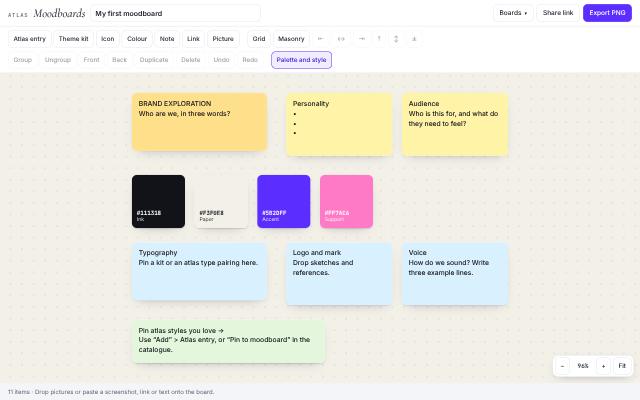 ATLAS Moodboards My first moodboard Boards ▾ Share link Export PNG
Atlas entry Theme kit Icon Colour Note Link Picture Grid Masonry
Group Ungroup Front Back Duplicate Delete Undo Redo Palette and style
BRAND EXPLORATION
Who are we, in three words?
Personality
•
•
•
Audience
Who is this for, and what do
they need to feel?
#111318
Ink
#F3F0E8
Paper
#5B2DFF
Accent
#FF7AC6
Support
Typography
Pin a kit or an atlas type pairing here.
Logo and mark
Drop sketches and
references.
Voice
How do we sound? Write
three example lines.
Pin atlas styles you love →
Use “Add” > Atlas entry, or “Pin to moodboard” in the
catalogue.
− 96% + Fit
11 items · Drop pictures or paste a screenshot, link or text onto the board.